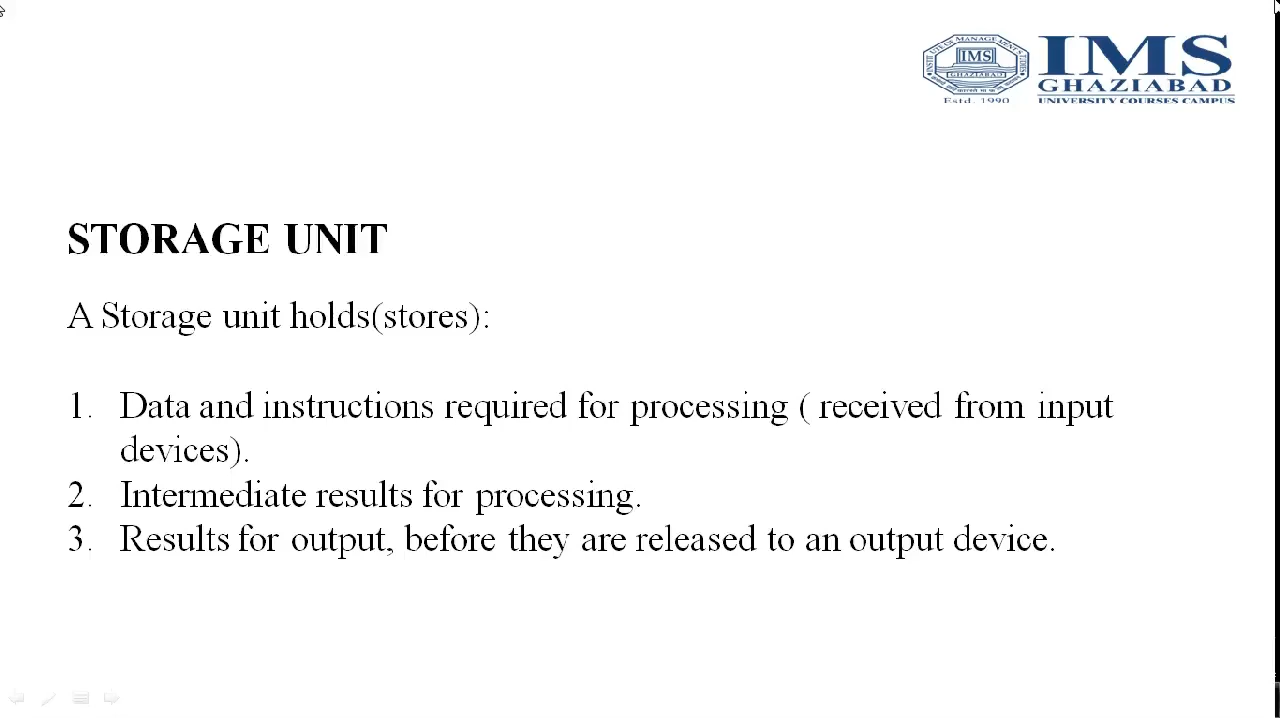 IMS
GHAZIABAD
UNIVERSITY COURSES CAMPUS
IMS
GHAZIABAD
Estd. 1990
STORAGE UNIT
A Storage unit holds(stores):
1. Data and instructions required for processing ( received from input
devices).
2. Intermediate results for processing.
3. Results for output, before they are released to an output device.